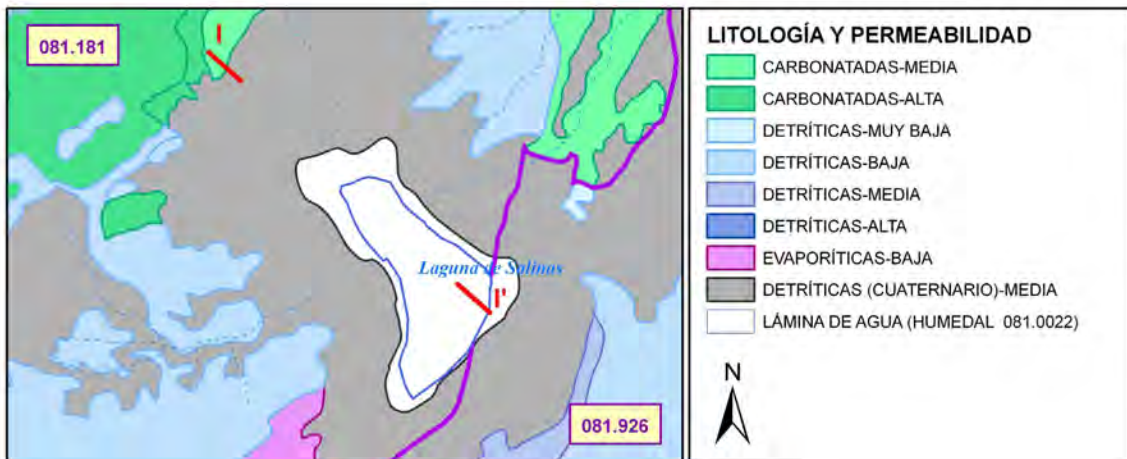 081.181
I
Laguna de Salinas
I'
081.926
LITOLOGÍA Y PERMEABILIDAD
CARBONATADAS-MEDIA
CARBONATADAS-ALTA
DETRÍTICAS-MUY BAJA
DETRÍTICAS-BAJA
DETRÍTICAS-MEDIA
DETRÍTICAS-ALTA
EVAPORÍTICAS-BAJA
DETRÍTICAS (CUATERNARIO)-MEDIA
LÁMINA DE AGUA (HUMEDAL 081.0022)
N